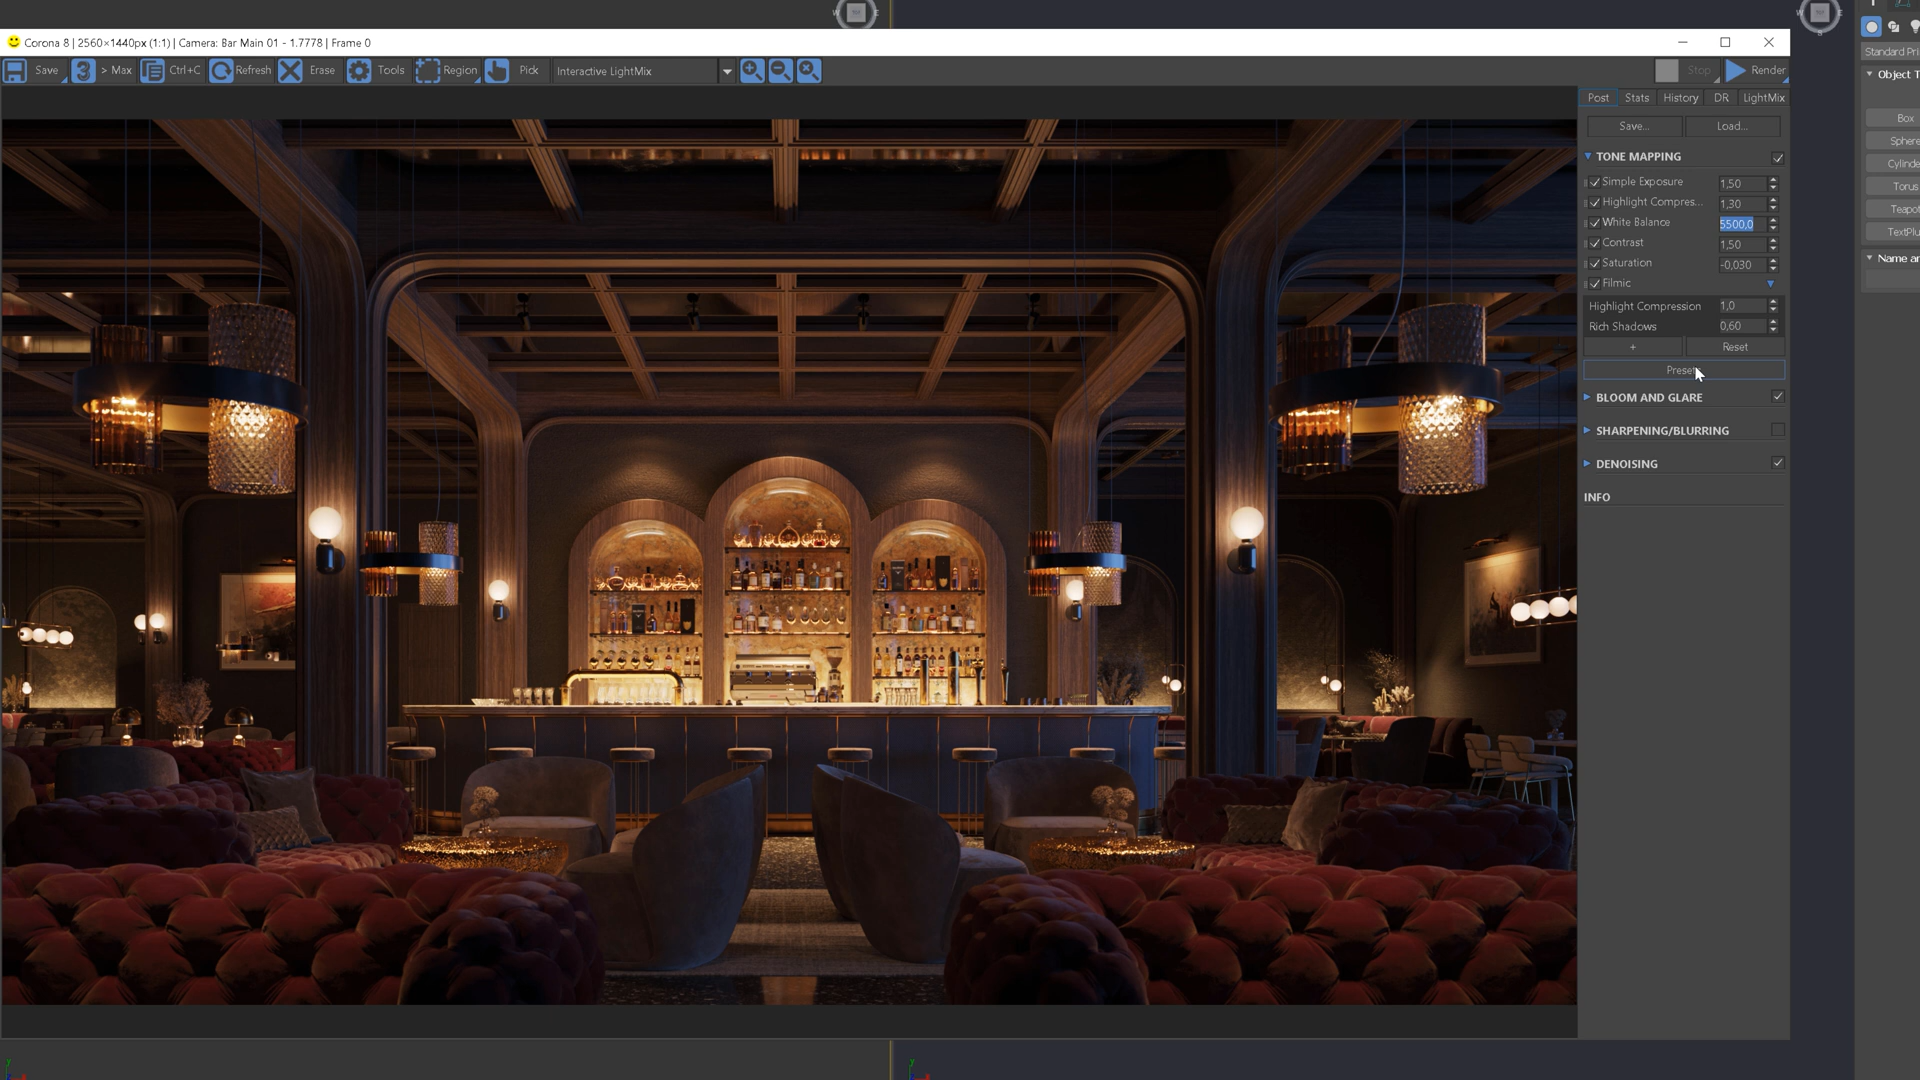 Corona 8 | 2560×1440px (1:1) | Camera: Bar Main 01 - 1.7778 | Frame 0
Save 3 > Max Ctrl+C Refresh Erase Tools Region Pick Interactive LightMix Stop Render
Post Stats History DR LightMix
Save... Load...
TONE MAPPING
Simple Exposure 1,50
Highlight Compres... 1,30
White Balance 5500,0
Contrast 1,50
Saturation -0,030
Filmic
Highlight Compression 1,0
Rich Shadows 0,60
+ Reset
Preset
BLOOM AND GLARE
SHARPENING/BLURRING
DENOISING
INFO
Standard Pri
Object T
Box
Sphere
Cylinde
Torus
Teapot
TextPlu
Name an